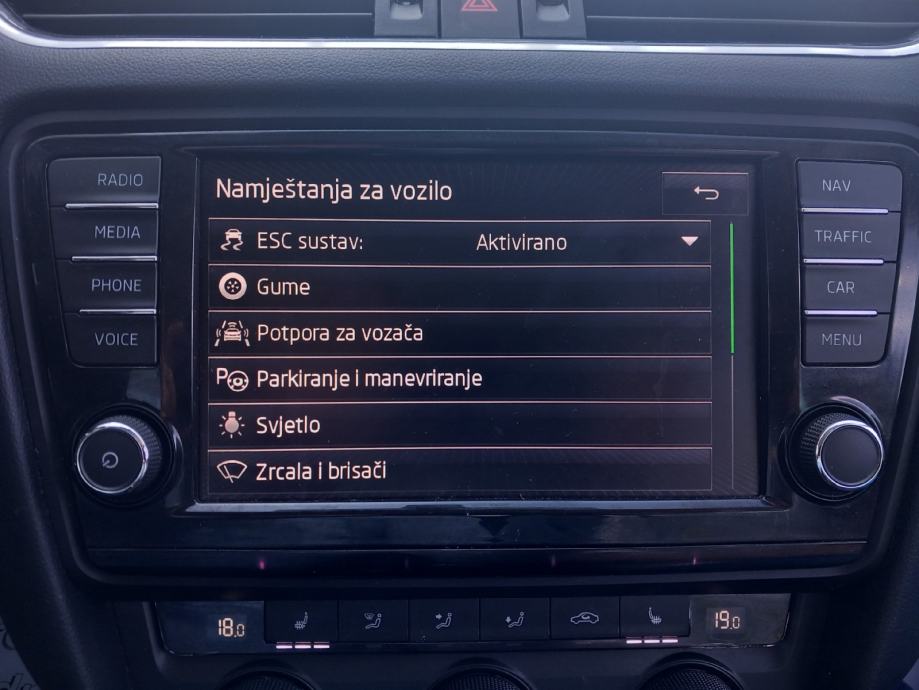 Namještanja za vozilo
RADIO
MEDIA
PHONE
VOICE
ESC sustav: Aktivirano
Gume
Potpora za vozača
P Parkiranje i manevriranje
Svjetlo
Zrcala i brisači
NAV
TRAFFIC
CAR
MENU
18.0
19.0